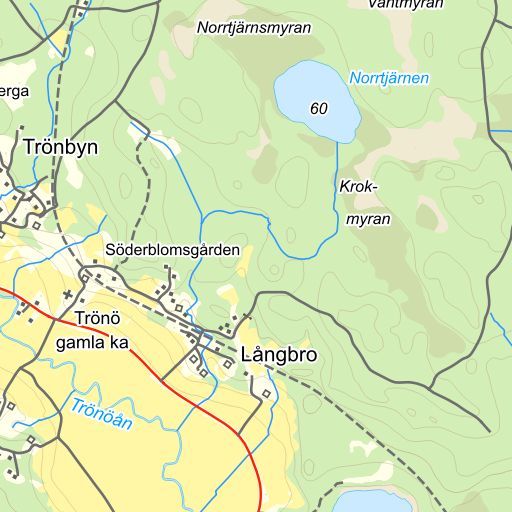 Vantmyran
Norrtjärnsmyran
Norrtjärnen
erga
60
Trönbyn
Krok-
myran
Söderblomsgården
Trönö
gamla ka
Långbro
Trönöån